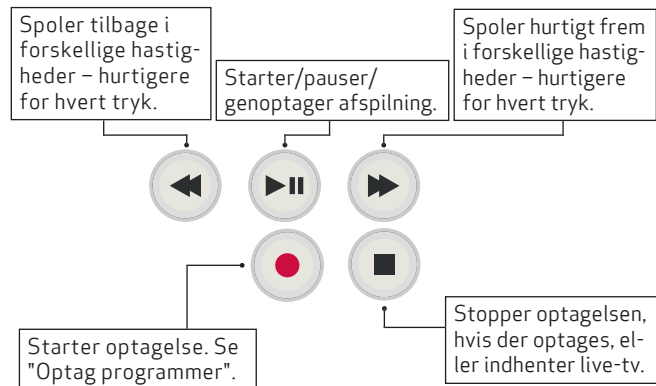 Spoler tilbage i
forskellige hastig-
heder – hurtigere
for hvert tryk.
Starter/pauser/
genoptager afspilning.
Spoler hurtigt frem
i forskellige hastig-
heder – hurtigere
for hvert tryk.
Starter optagelse. Se
"Optag programmer".
Stopper optagelsen,
hvis der optages, el-
ler indhenter live-tv.